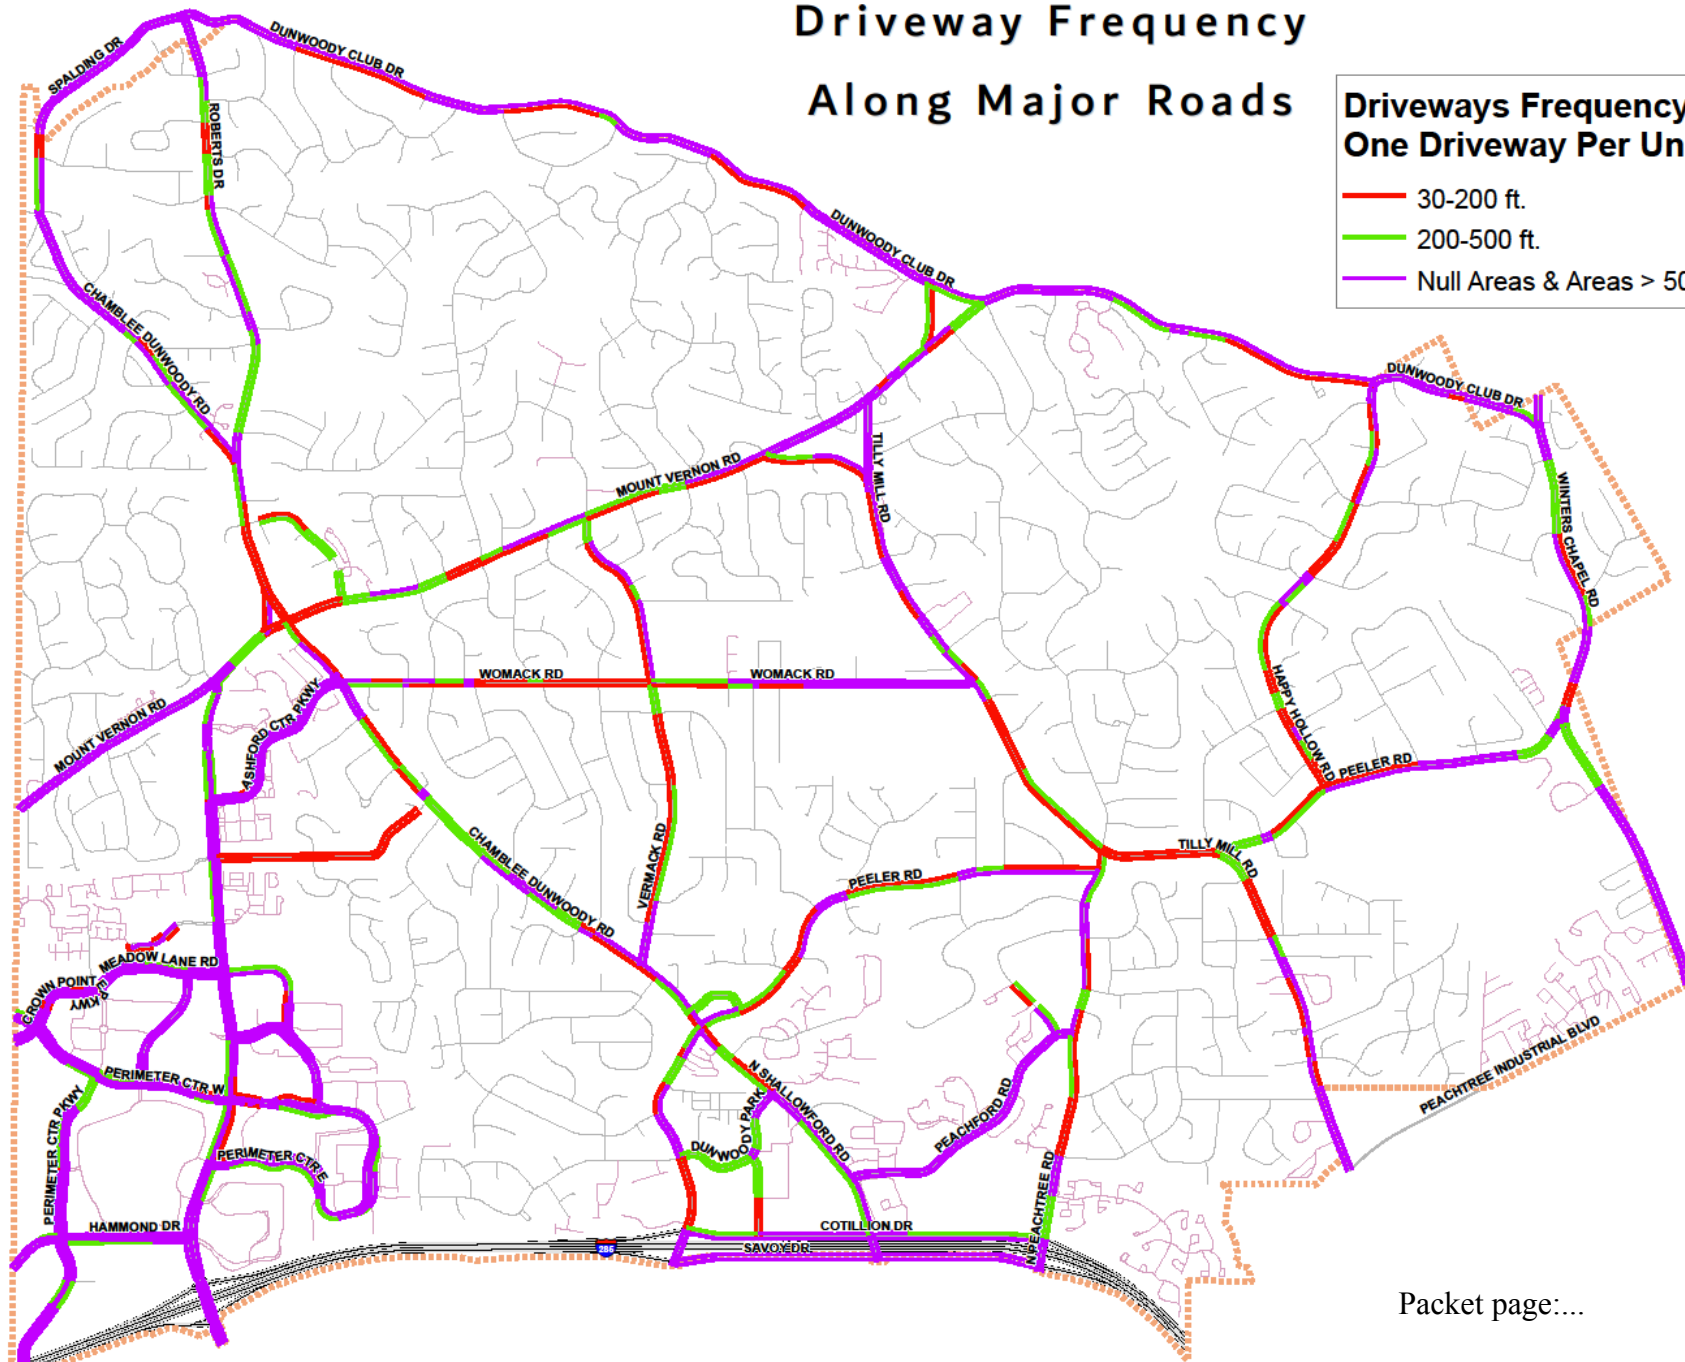 Driveway Frequency
Along Major Roads
Driveways Frequency
One Driveway Per Un
30-200 ft.
200-500 ft.
Null Areas & Areas > 50
SPALDING DR
DUNWOODY CLUB DR
ROBERTS DR
DUNWOODY CLUB DR
CHAMBLEE DUNWOODY RD
DUNWOODY CLUB DR
MOUNT VERNON RD
TILLY MILL RD
WINTERS CHAPEL RD
WOMACK RD
WOMACK RD
MOUNT VERNON RD
ASHFORD CTR PKWY
HAPPY HOLLOW RD
PEELER RD
CHAMBLEE DUNWOODY RD
VERMACK RD
PEELER RD
TILLY MILL RD
MEADOW LANE RD
CROWN POINTE PKWY
PERIMETER CTR W
N SHALLOWFORD RD
PEACHTREE INDUSTRIAL BLVD
PERIMETER CTR PKWY
DUNWOODY PARK
PEACHFORD RD
PERIMETER CTR E
N PEACHTREE RD
HAMMOND DR
COTILLION DR
SAVOY DR
285
Packet page:...